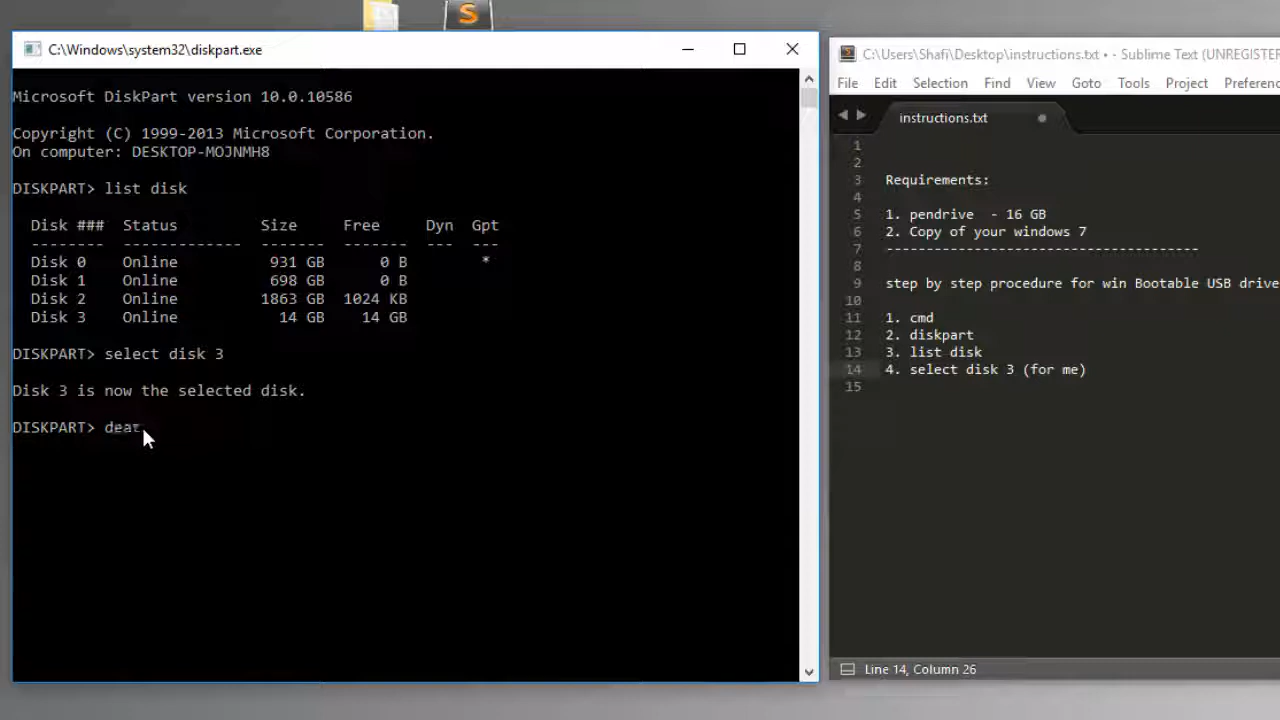 S
C:\Windows\system32\diskpart.exe
Microsoft DiskPart version 10.0.10586
Copyright (C) 1999-2013 Microsoft Corporation.
On computer: DESKTOP-MOJNMH8
DISKPART> list disk
Disk ### Status Size Free Dyn Gpt
-------- ------------- ------- ------- --- ---
Disk 0 Online 931 GB 0 B *
Disk 1 Online 698 GB 0 B
Disk 2 Online 1863 GB 1024 KB
Disk 3 Online 14 GB 14 GB
DISKPART> select disk 3
Disk 3 is now the selected disk.
DISKPART> deat
C:\Users\Shafi\Desktop\instructions.txt • - Sublime Text (UNREGISTER
File Edit Selection Find View Goto Tools Project Preferenc
instructions.txt
1
2
3 Requirements:
4
5 1. pendrive - 16 GB
6 2. Copy of your windows 7
7 ---------------------------------------
8
9 step by step procedure for win Bootable USB drive
10
11 1. cmd
12 2. diskpart
13 3. list disk
14 4. select disk 3 (for me)
15
Line 14, Column 26